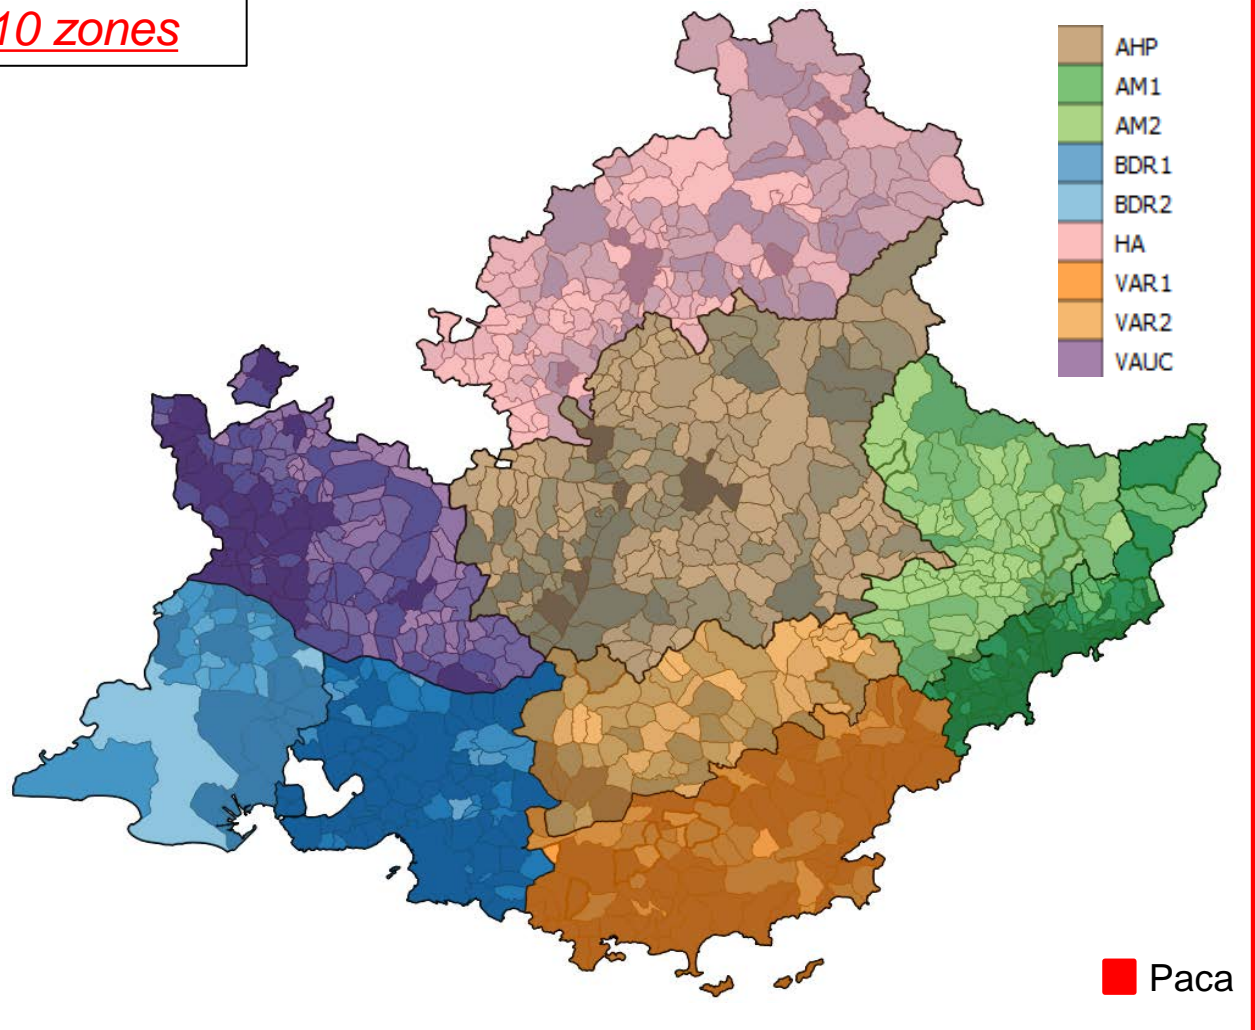 10 zones
AHP
AM1
AM2
BDR1
BDR2
HA
VAR1
VAR2
VAUC
Paca